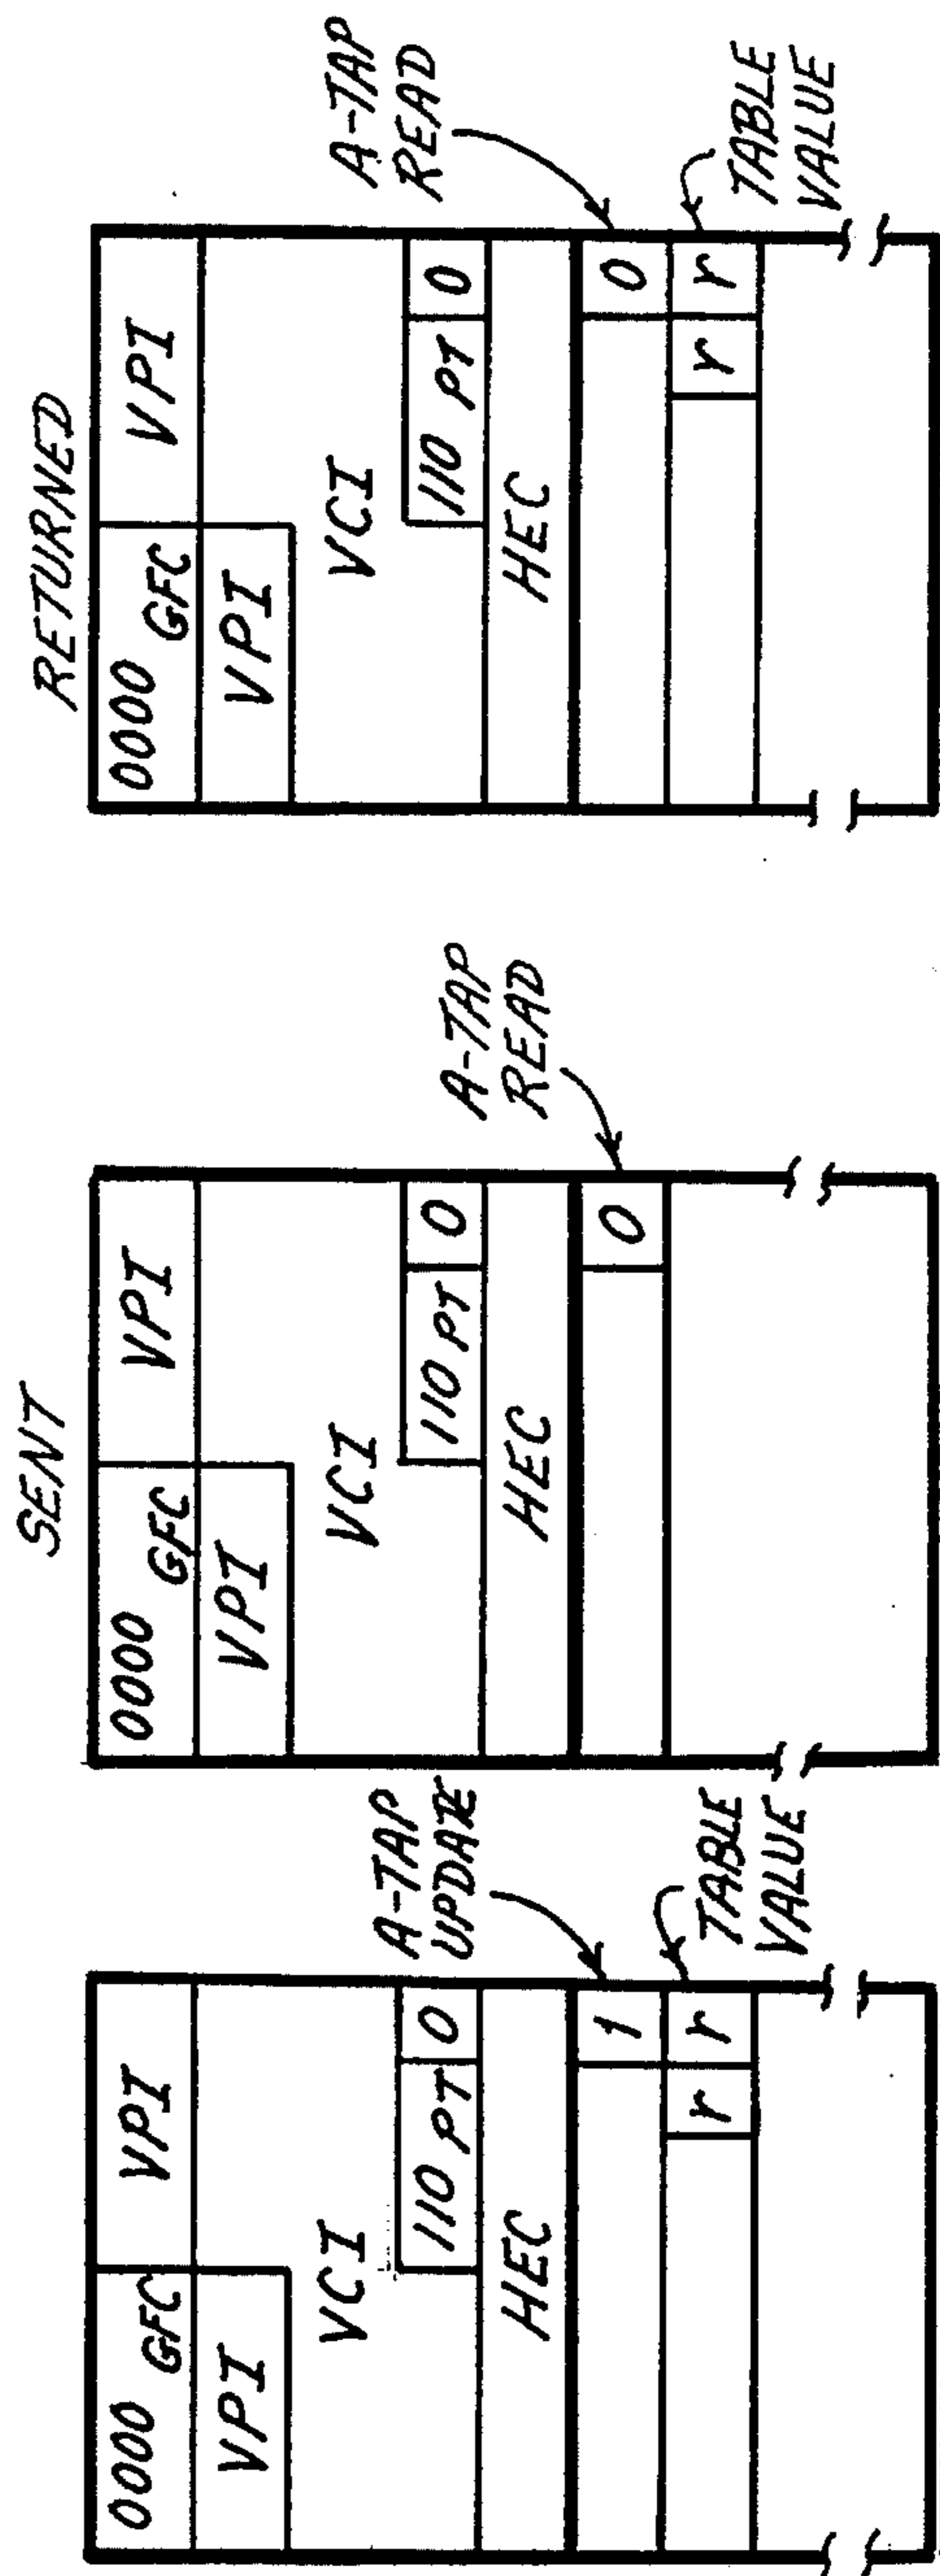 0000 GFC VPI
VPI
VCI
110 PT 0
HEC
1
r r
A-TAP
UPDATE
TABLE
VALUE
SENT
0000 GFC VPI
VPI
VCI
110 PT 0
HEC
0
A-TAP
READ
RETURNED
0000 GFC VPI
VPI
VCI
110 PT 0
HEC
0
r r
A-TAP
READ
TABLE
VALUE